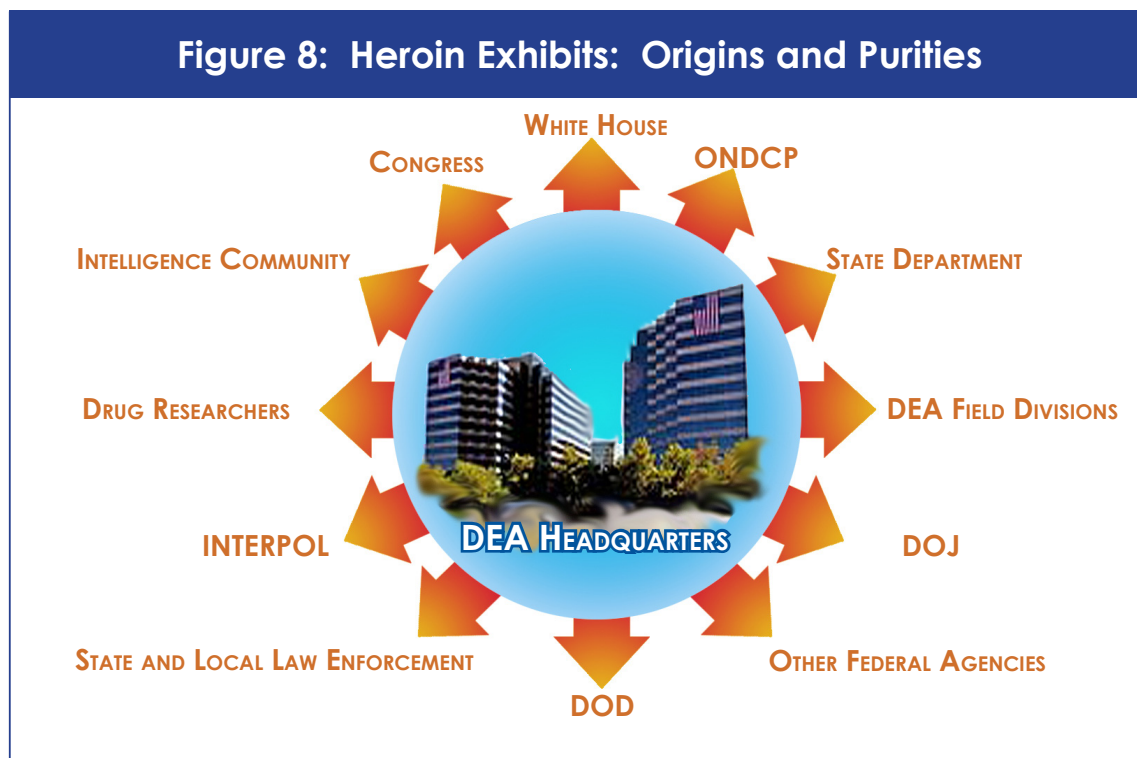 Figure 8: Heroin Exhibits: Origins and Purities
White House
Congress
ONDCP
Intelligence Community
State Department
Drug Researchers
DEA Field Divisions
INTERPOL
DEA Headquarters
DOJ
State and Local Law Enforcement
Other Federal Agencies
DOD